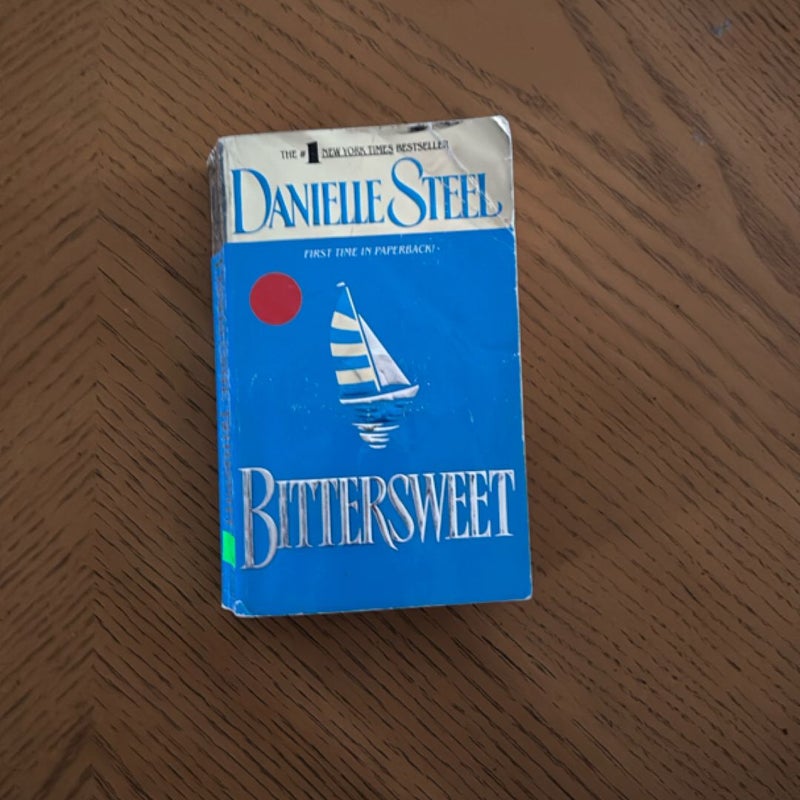 THE #1 NEW YORK TIMES BESTSELLER
DANIELLE STEEL
FIRST TIME IN PAPERBACK!
BITTERSWEET